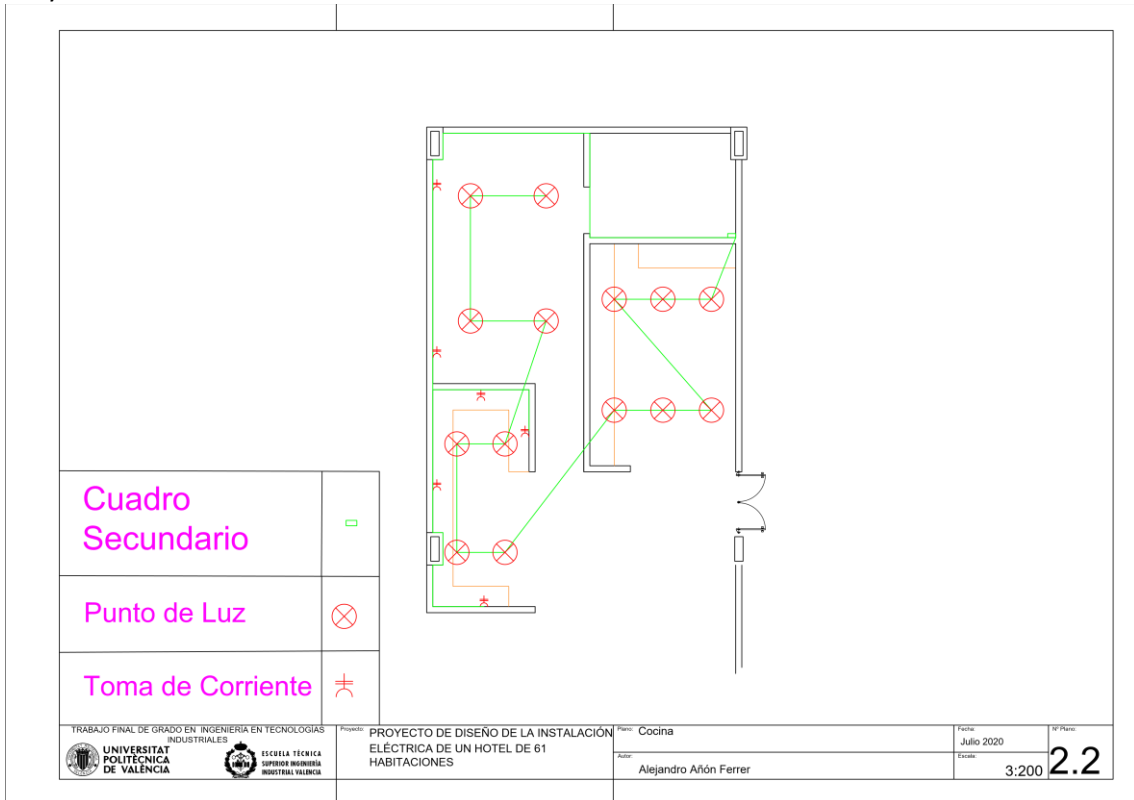 Cuadro
Secundario
Punto de Luz
Toma de Corriente
TRABAJO FINAL DE GRADO EN INGENIERÍA EN TECNOLOGÍAS
INDUSTRIALES
UNIVERSITAT
POLITÈCNICA
DE VALÈNCIA
ESCUELA TÉCNICA
SUPERIOR INGENIERÍA
INDUSTRIAL VALENCIA
Proyecto:
PROYECTO DE DISEÑO DE LA INSTALACIÓN
ELÉCTRICA DE UN HOTEL DE 61
HABITACIONES
Plano: Cocina
Autor:
Alejandro Añón Ferrer
Fecha:
Julio 2020
Escala:
3:200
Nº Plano:
2.2